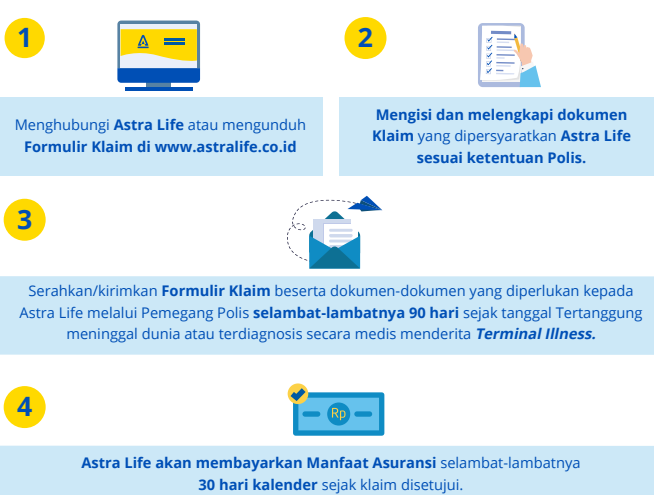 1
Menghubungi Astra Life atau mengunduh
Formulir Klaim di www.astralife.co.id
2
Mengisi dan melengkapi dokumen
Klaim yang dipersyaratkan Astra Life
sesuai ketentuan Polis.
3
Serahkan/kirimkan Formulir Klaim beserta dokumen-dokumen yang diperlukan kepada
Astra Life melalui Pemegang Polis selambat-lambatnya 90 hari sejak tanggal Tertanggung
meninggal dunia atau terdiagnosis secara medis menderita Terminal Illness.
4
Rp
Astra Life akan membayarkan Manfaat Asuransi selambat-lambatnya
30 hari kalender sejak klaim disetujui.